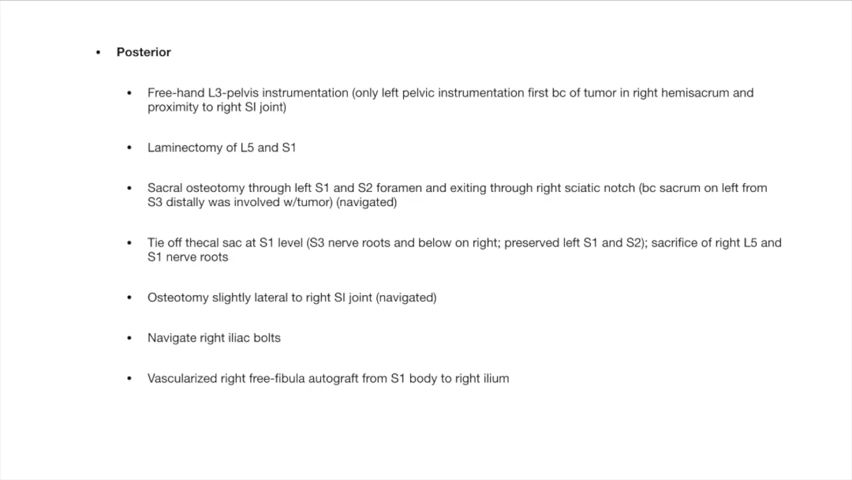 • Posterior
• Free-hand L3-pelvis instrumentation (only left pelvic instrumentation first bc of tumor in right hemisacrum and
proximity to right SI joint)
• Laminectomy of L5 and S1
• Sacral osteotomy through left S1 and S2 foramen and exiting through right sciatic notch (bc sacrum on left from
S3 distally was involved w/tumor) (navigated)
• Tie off thecal sac at S1 level (S3 nerve roots and below on right; preserved left S1 and S2); sacrifice of right L5 and
S1 nerve roots
• Osteotomy slightly lateral to right SI joint (navigated)
• Navigate right iliac bolts
• Vascularized right free-fibula autograft from S1 body to right ilium